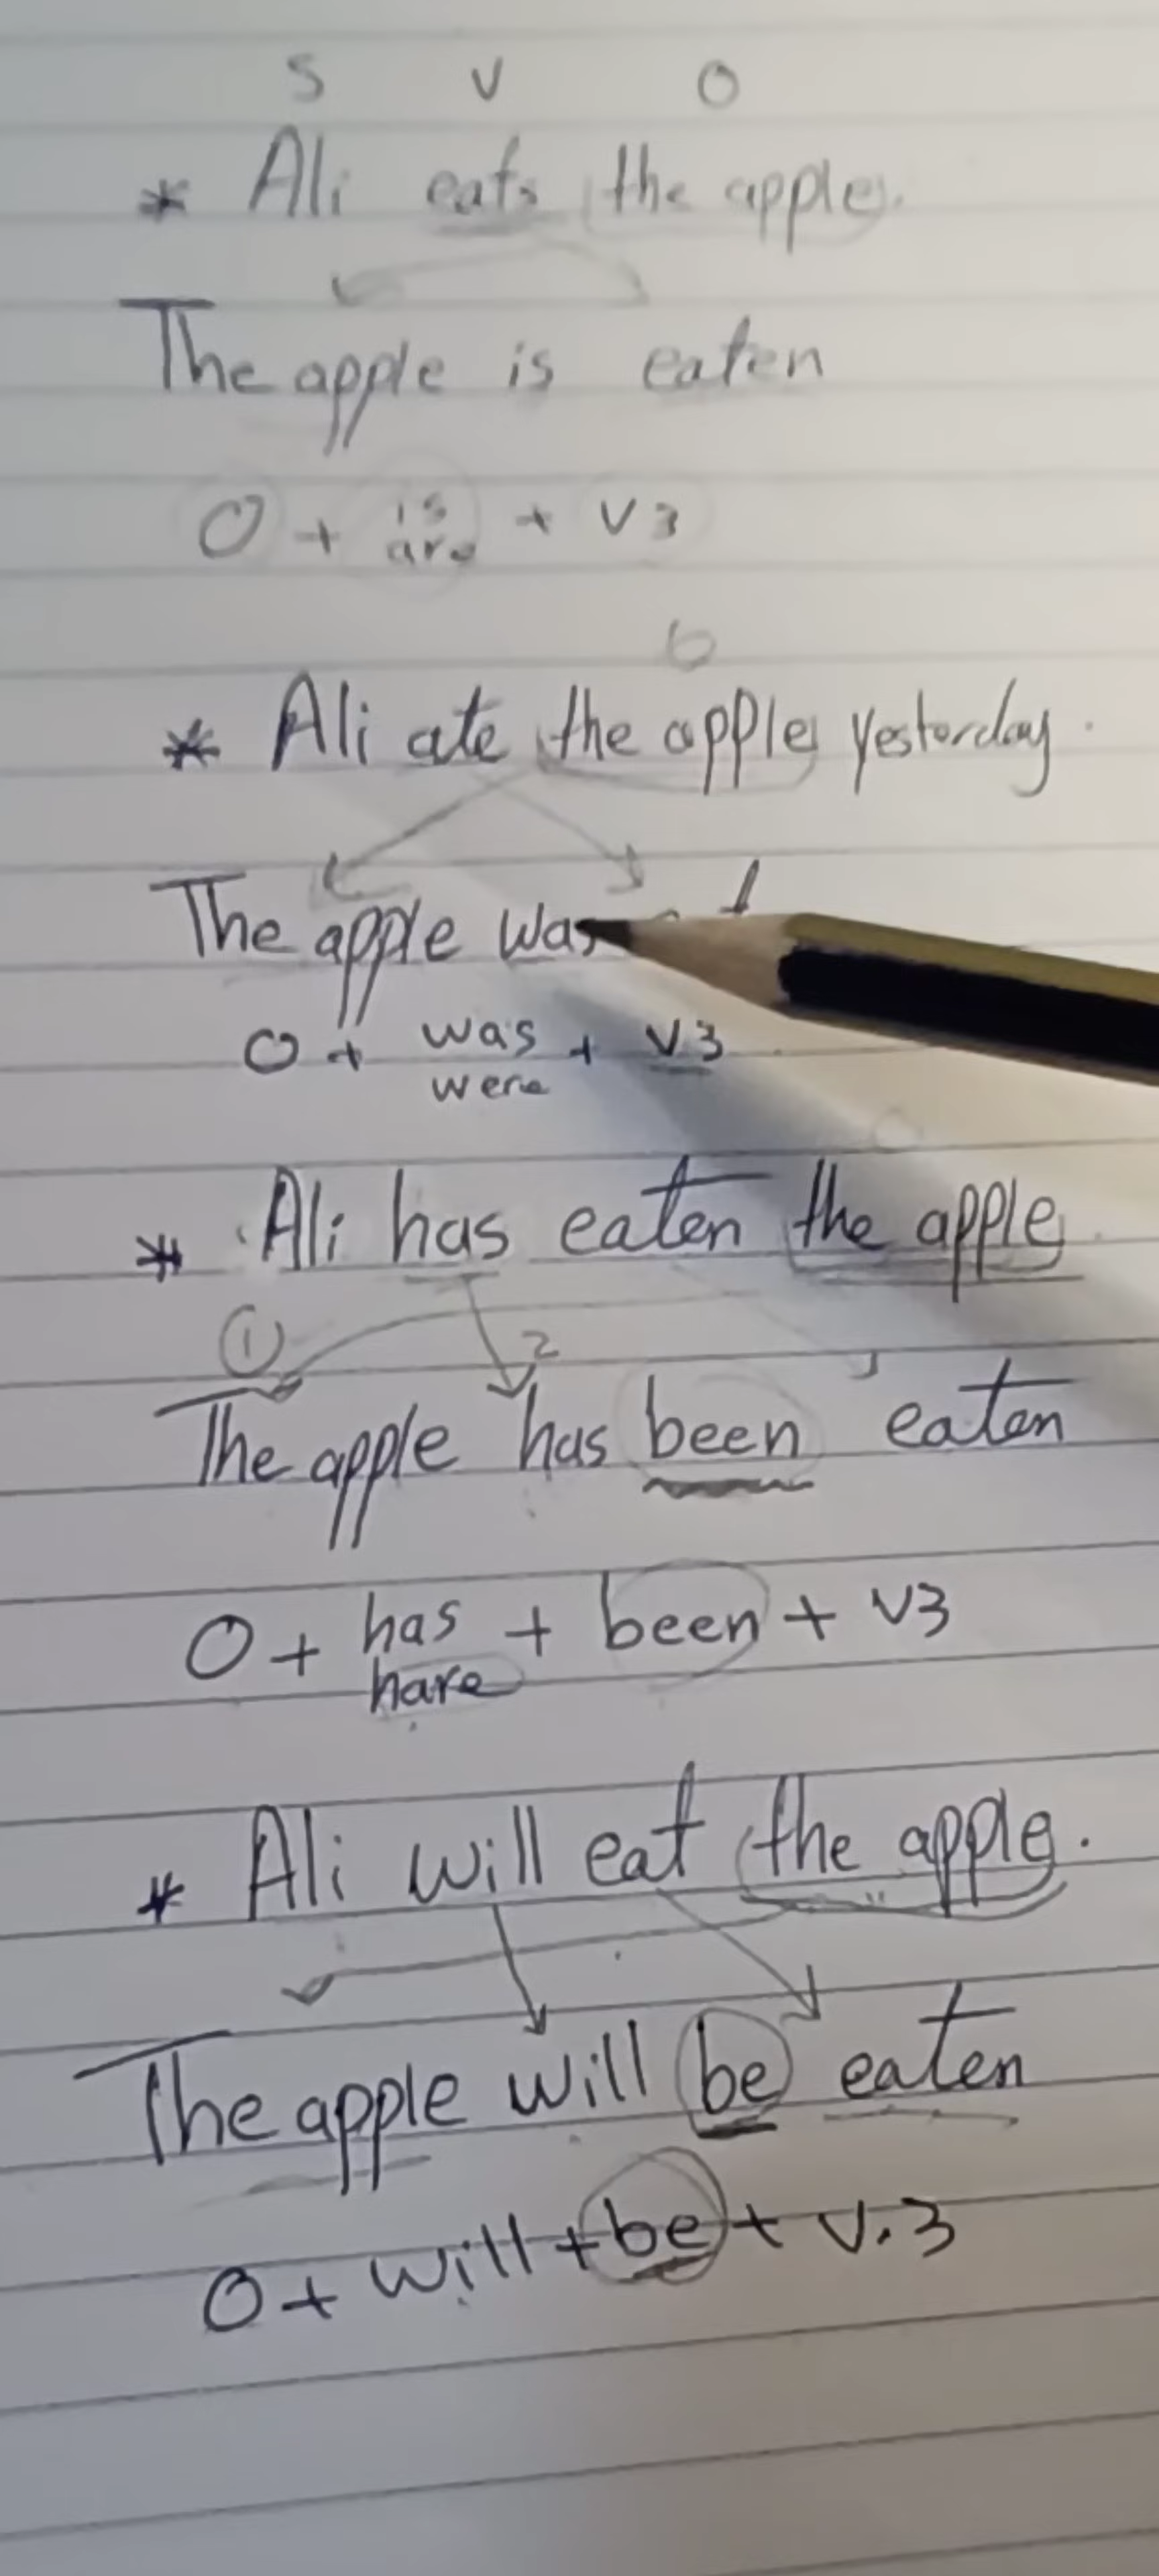 S V O
* Ali eats the apple.
The apple is eaten
O + is + V3
are
O
* Ali ate the apple yesterday.
The apple was
O + was + V3
were
* Ali has eaten the apple.
① 2
The apple has been eaten
O + has + been + V3
have
* Ali will eat the apple.
The apple will be eaten
O + will + be + V.3